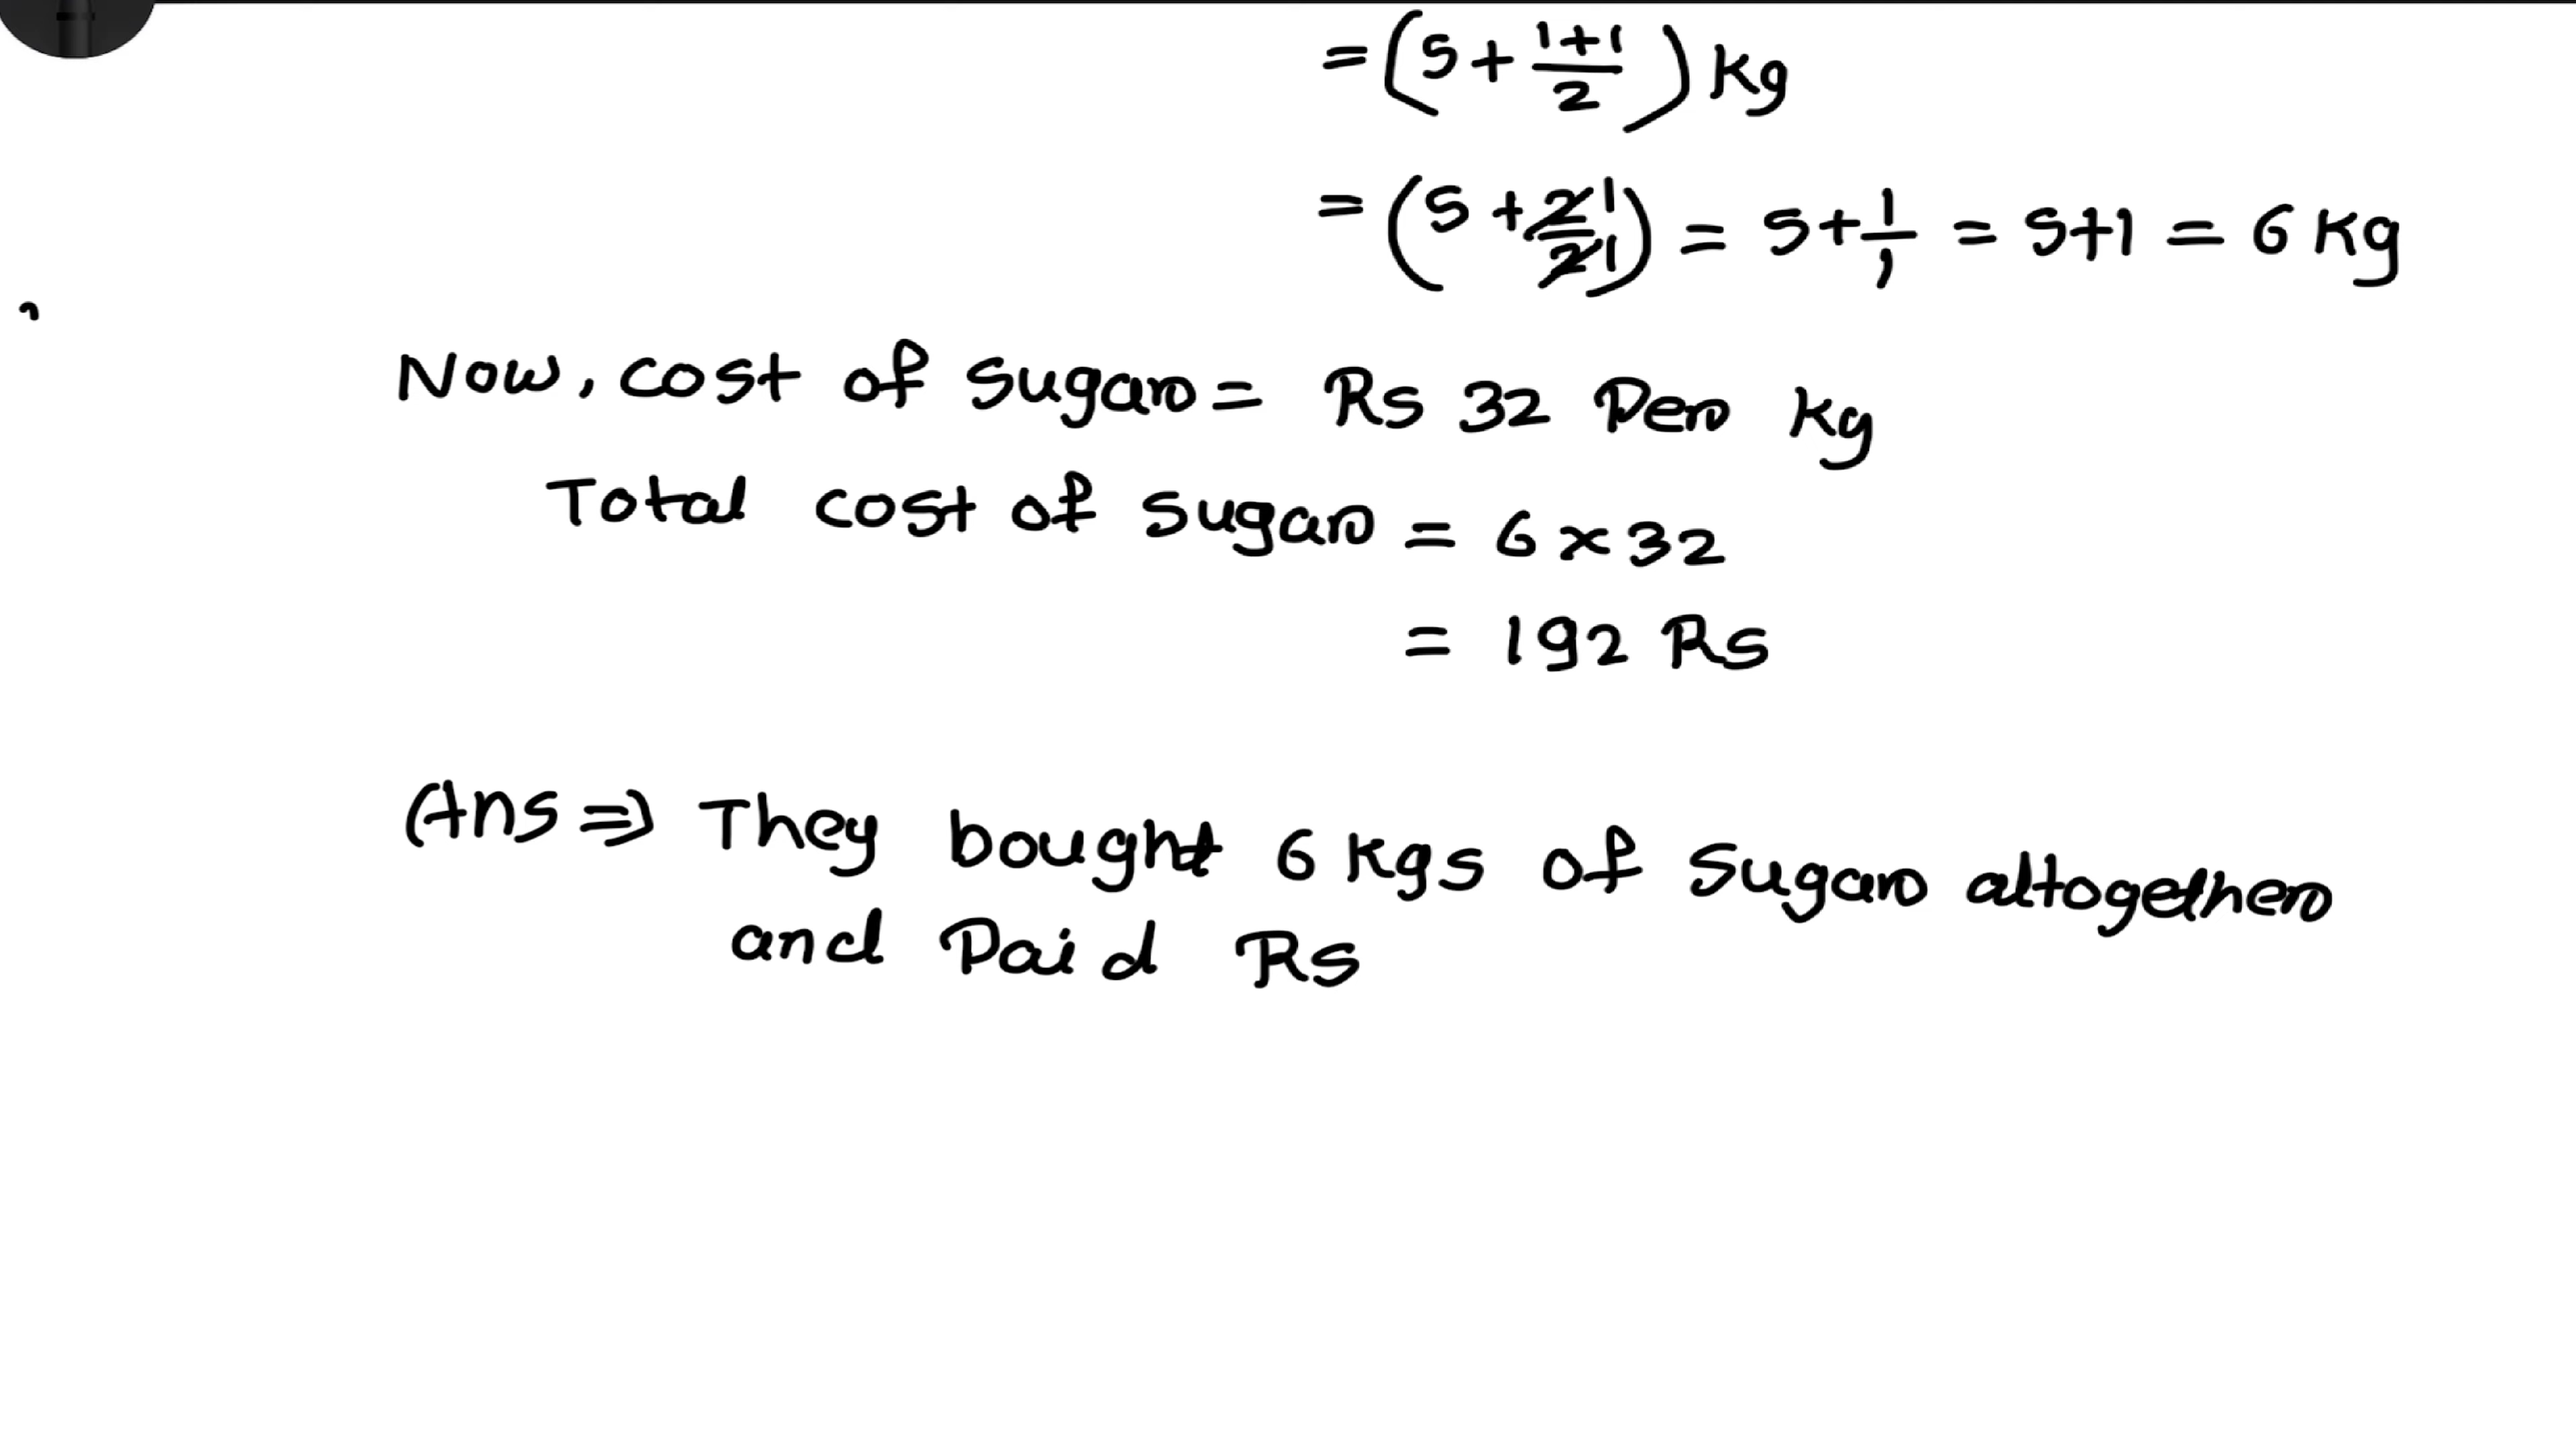 = (5 + 1+1/2) Kg
= (5 + 2 1/2 1) = 5+1/1 = 5+1 = 6 Kg
Now, cost of sugar = Rs 32 Per Kg
Total cost of sugar = 6 × 32
= 192 Rs
(Ans ⇒) They bought 6 Kgs of Sugar altogether
and Paid Rs